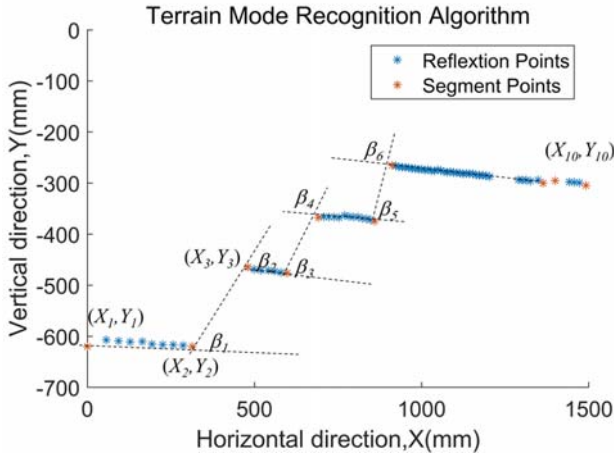 Terrain Mode Recognition Algorithm
Reflextion Points
Segment Points
Vertical direction,Y(mm)
0
-100
-200
-300
-400
-500
-600
-700
(X1,Y1)
(X2,Y2)
(X3,Y3)
(X10,Y10)
β1
β2
β3
β4
β5
β6
0
500
1000
1500
Horizontal direction,X(mm)